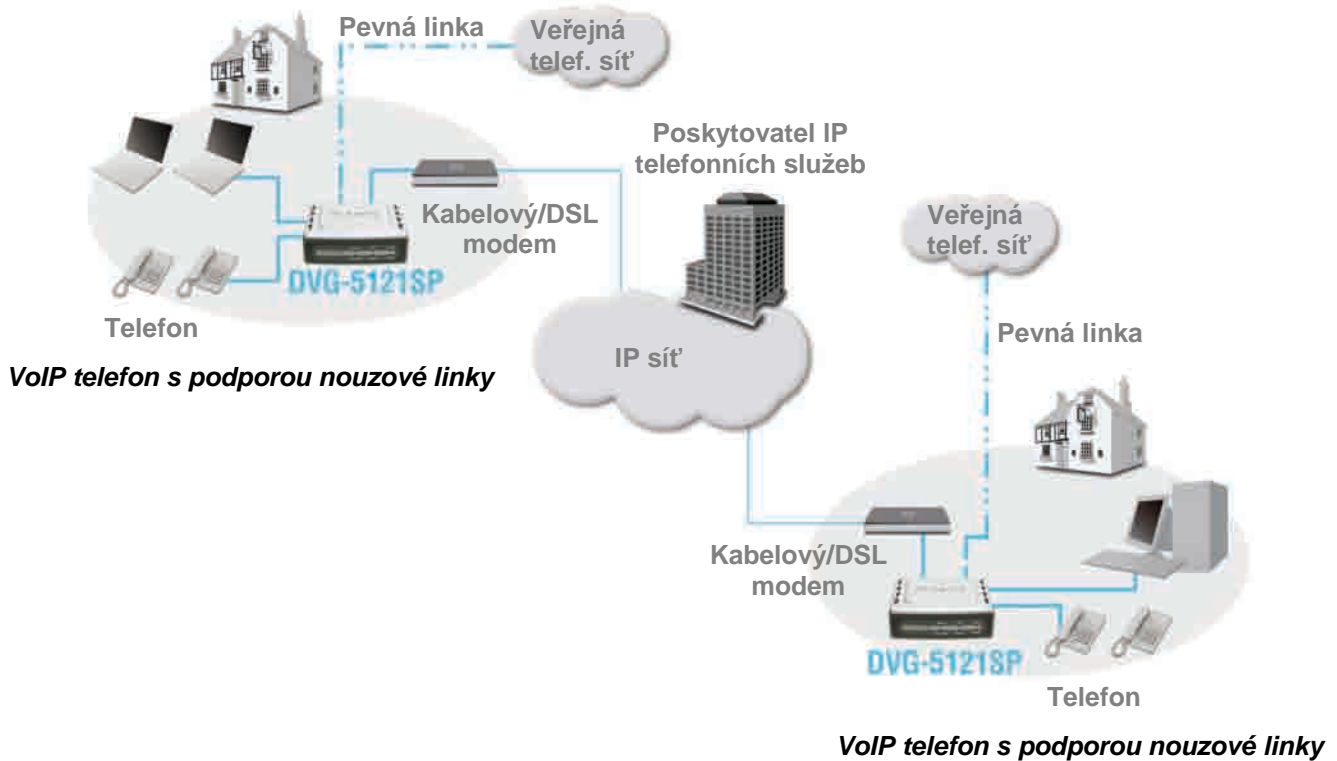 Pevná linka
Veřejná
telef. síť
Poskytovatel IP
telefonních služeb
Kabelový/DSL
modem
DVG-5121SP
Telefon
VoIP telefon s podporou nouzové linky
IP síť
Veřejná
telef. síť
Pevná linka
Kabelový/DSL
modem
DVG-5121SP
Telefon
VoIP telefon s podporou nouzové linky